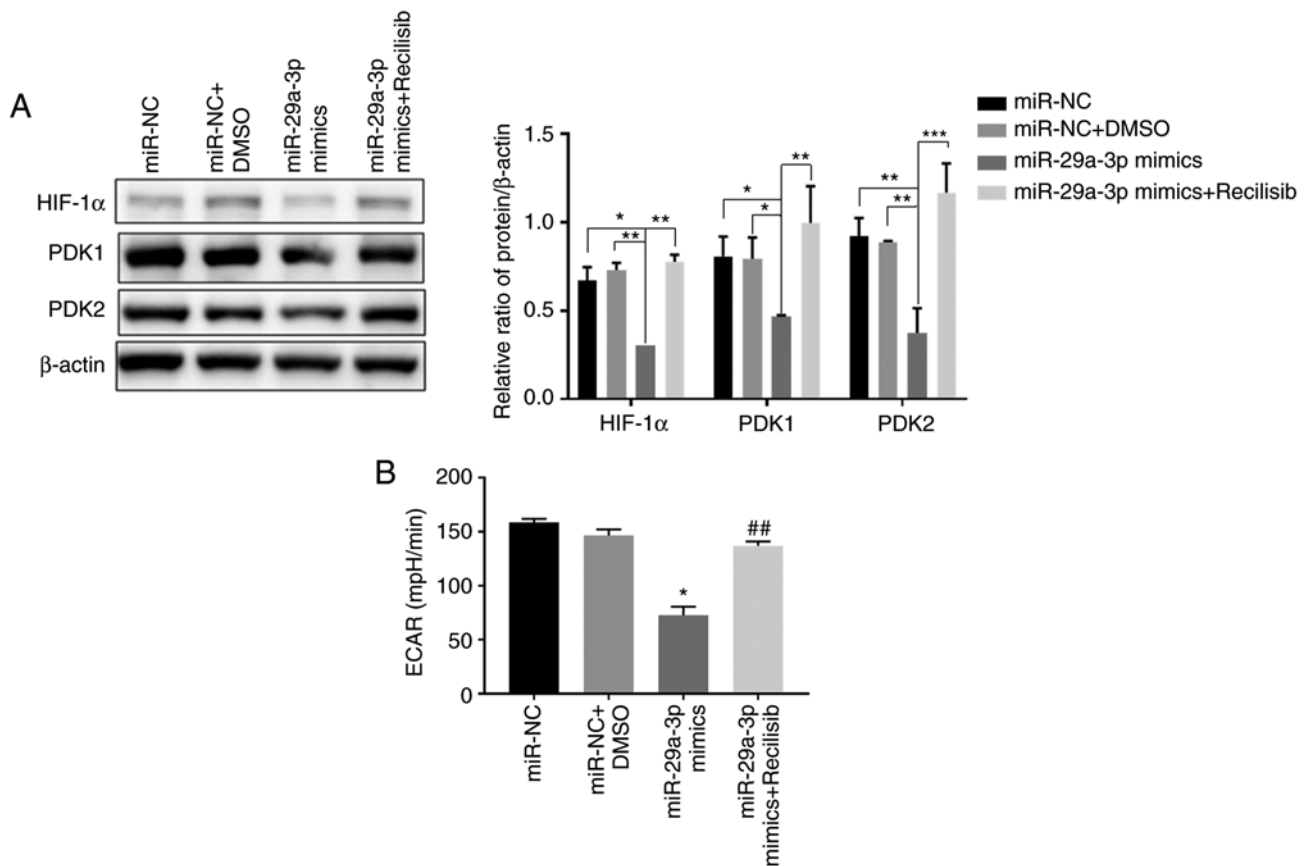 A
miR-NC
miR-NC+
DMSO
miR-29a-3p
mimics
miR-29a-3p
mimics+Recilisib
HIF-1α
PDK1
PDK2
β-actin
Relative ratio of protein/β-actin
1.5
1.0
0.5
0.0
*
**
**
*
*
**
**
**
***
HIF-1α
PDK1
PDK2
miR-NC
miR-NC+DMSO
miR-29a-3p mimics
miR-29a-3p mimics+Recilisib
B
ECAR (mpH/min)
200
150
100
50
0
*
##
miR-NC
miR-NC+
DMSO
miR-29a-3p
mimics
miR-29a-3p
mimics+Recilisib